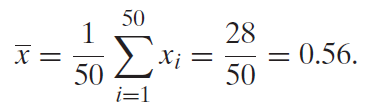 x̄ = 1/50 ∑_{i=1}^{50} x_i = 28/50 = 0.56.